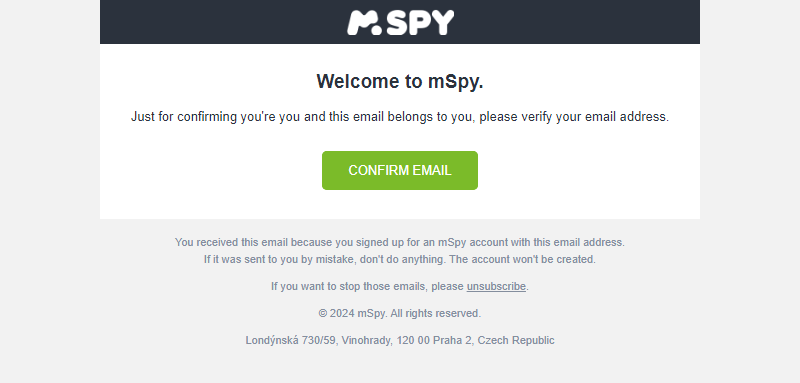 mSPY
Welcome to mSpy.
Just for confirming you're you and this email belongs to you, please verify your email address.
CONFIRM EMAIL
You received this email because you signed up for an mSpy account with this email address.
If it was sent to you by mistake, don't do anything. The account won't be created.
If you want to stop those emails, please unsubscribe.
© 2024 mSpy. All rights reserved.
Londýnská 730/59, Vinohrady, 120 00 Praha 2, Czech Republic